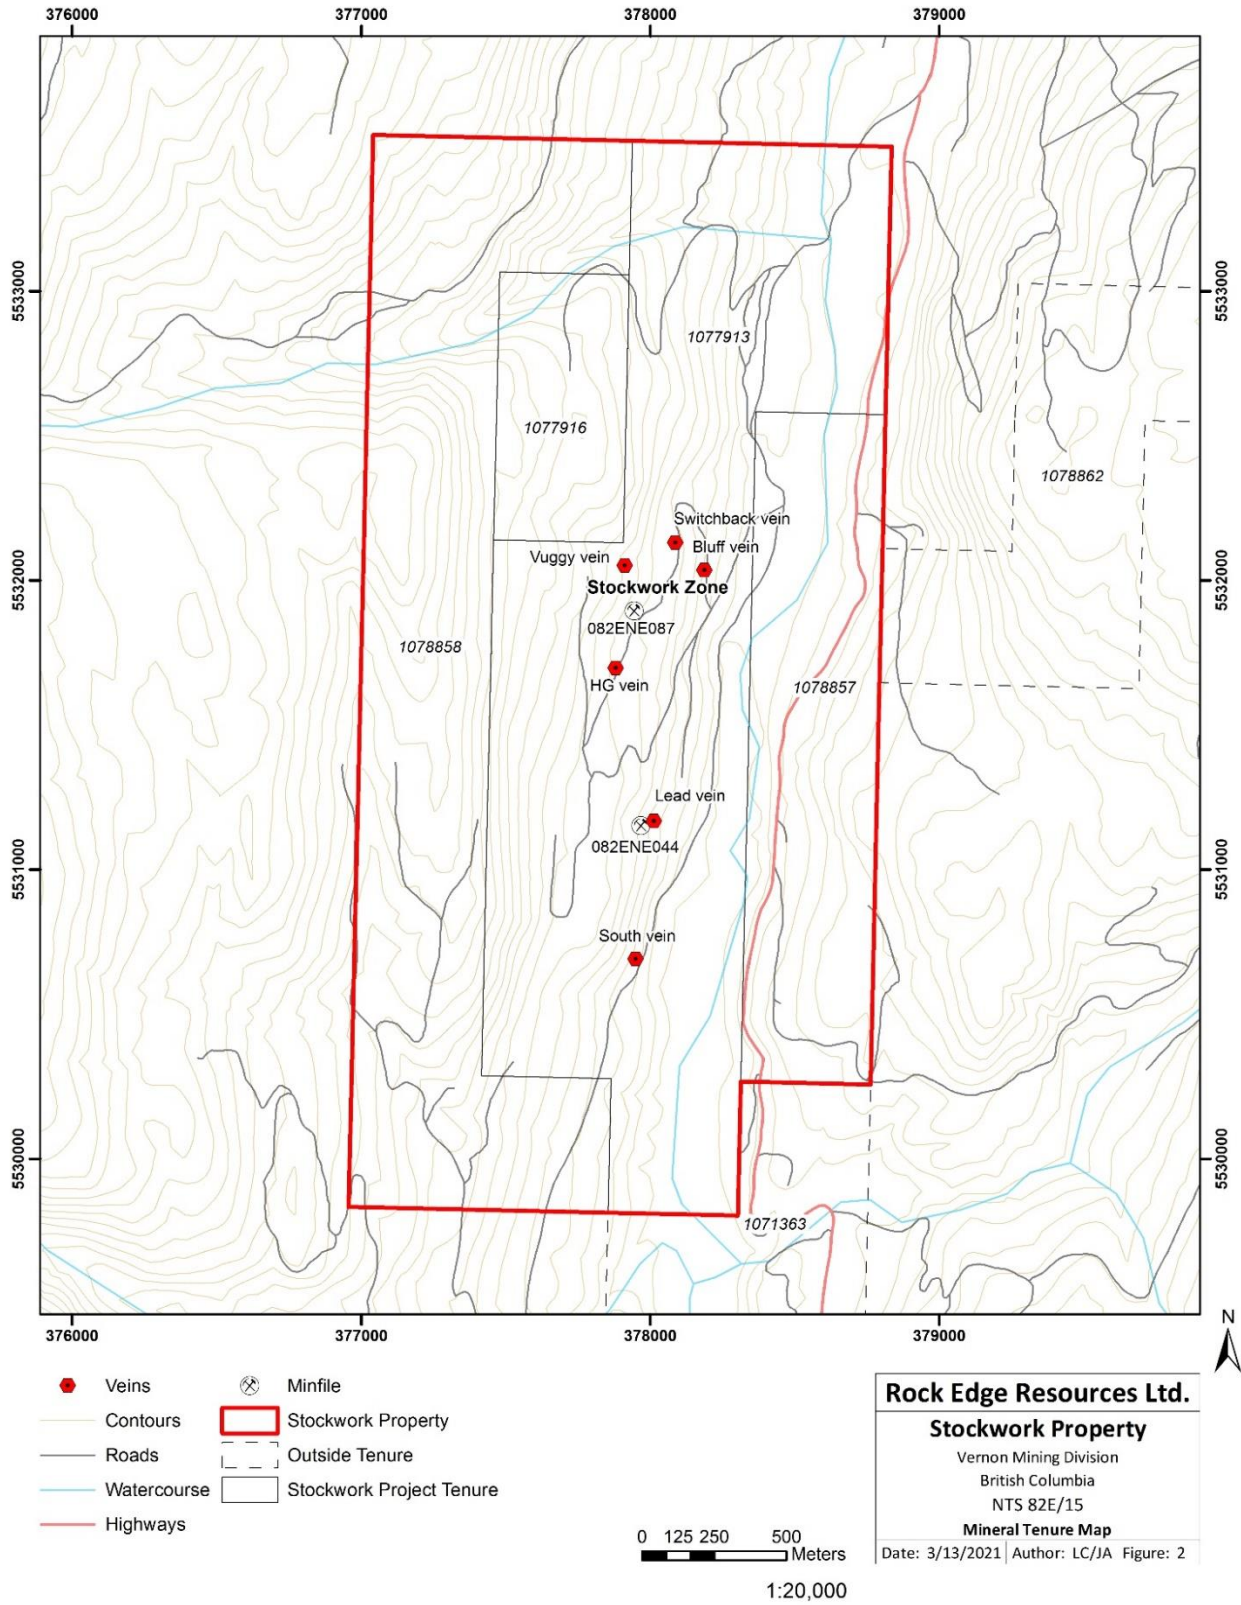 376000 377000 378000 379000
5533000 5533000
1077913
1077916
1078862
Switchback vein
Vuggy vein Bluff vein
5532000 5532000
Stockwork Zone
082ENE087
1078858
HG vein 1078857
Lead vein
082ENE044
5531000 5531000
South vein
5530000 5530000
1071363
376000 377000 378000 379000
N
Veins Minfile
Contours Stockwork Property
Roads Outside Tenure
Watercourse Stockwork Project Tenure
Highways
0 125 250 500
Meters
1:20,000
Rock Edge Resources Ltd.
Stockwork Property
Vernon Mining Division
British Columbia
NTS 82E/15
Mineral Tenure Map
Date: 3/13/2021 Author: LC/JA Figure: 2